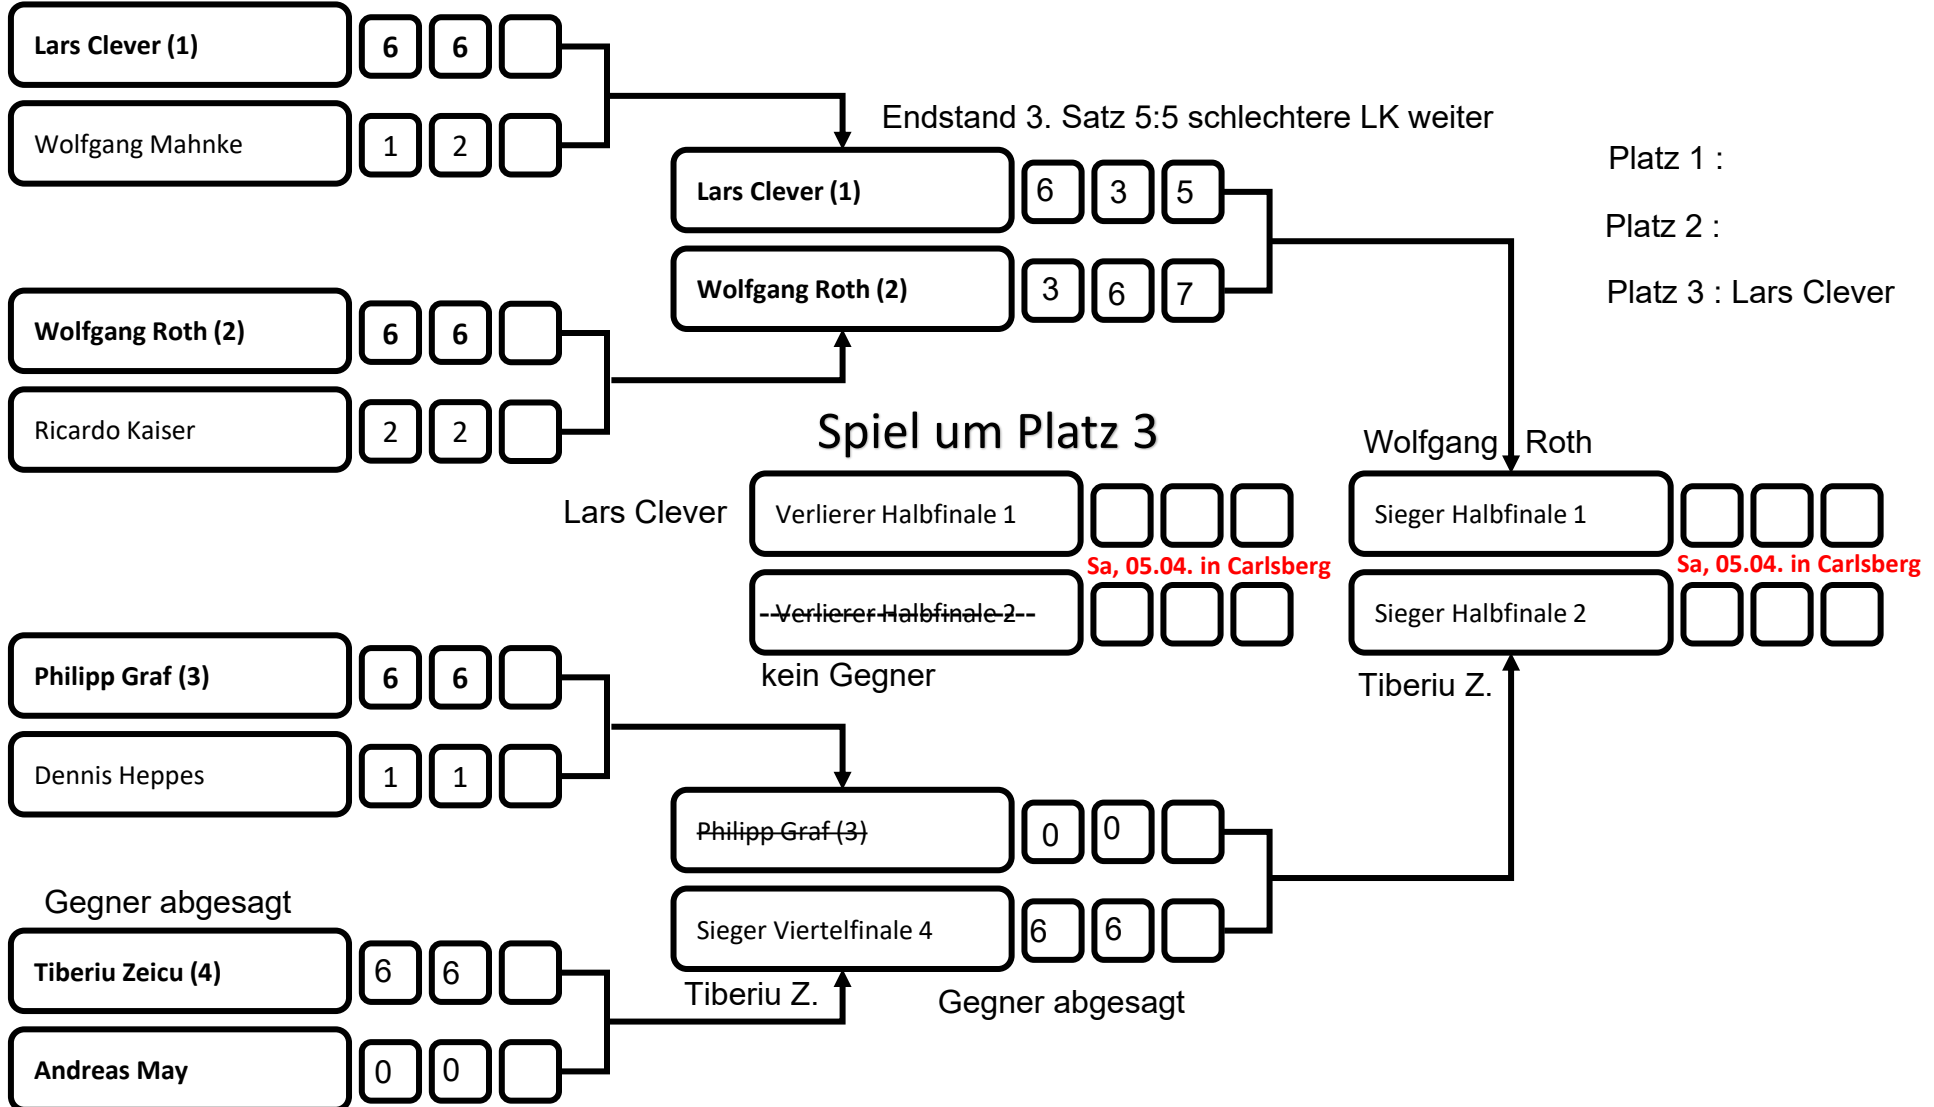 Lars Clever (1) 6 6
Wolfgang Mahnke 1 2
Wolfgang Roth (2) 6 6
Ricardo Kaiser 2 2
Philipp Graf (3) 6 6
Dennis Heppes 1 1
Gegner abgesagt
Tiberiu Zeicu (4) 6 6
Andreas May 0 0
Endstand 3. Satz 5:5 schlechtere LK weiter
Lars Clever (1) 6 3 5
Wolfgang Roth (2) 3 6 7
Spiel um Platz 3
Lars Clever
Verlierer Halbfinale 1
Sa, 05.04. in Carlsberg
--Verlierer Halbfinale 2--
kein Gegner
Philipp Graf (3) 0 0
Sieger Viertelfinale 4 6 6
Tiberiu Z.
Gegner abgesagt
Platz 1 :
Platz 2 :
Platz 3 : Lars Clever
Wolfgang Roth
Sieger Halbfinale 1
Sa, 05.04. in Carlsberg
Sieger Halbfinale 2
Tiberiu Z.